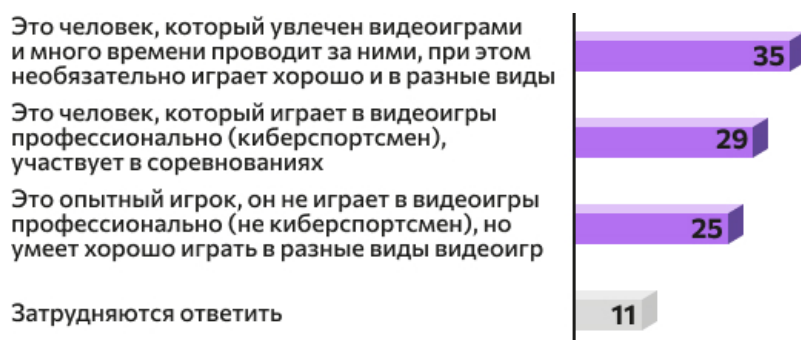 Это человек, который увлечен видеоиграми
и много времени проводит за ними, при этом
необязательно играет хорошо и в разные виды
35
Это человек, который играет в видеоигры
профессионально (киберспортсмен),
участвует в соревнованиях
29
Это опытный игрок, он не играет в видеоигры
профессионально (не киберспортсмен), но
умеет хорошо играть в разные виды видеоигр
25
Затрудняются ответить
11